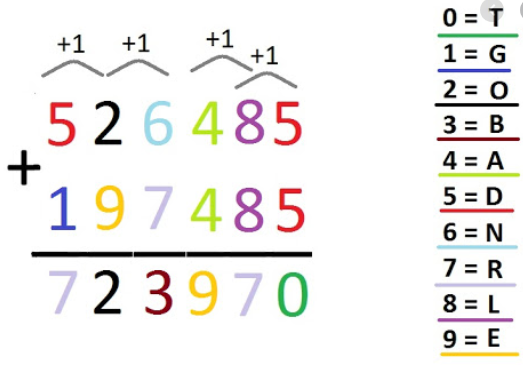 +1 +1 +1 +1
526485
+ 197485
723970
0 = T
1 = G
2 = O
3 = B
4 = A
5 = D
6 = N
7 = R
8 = L
9 = E